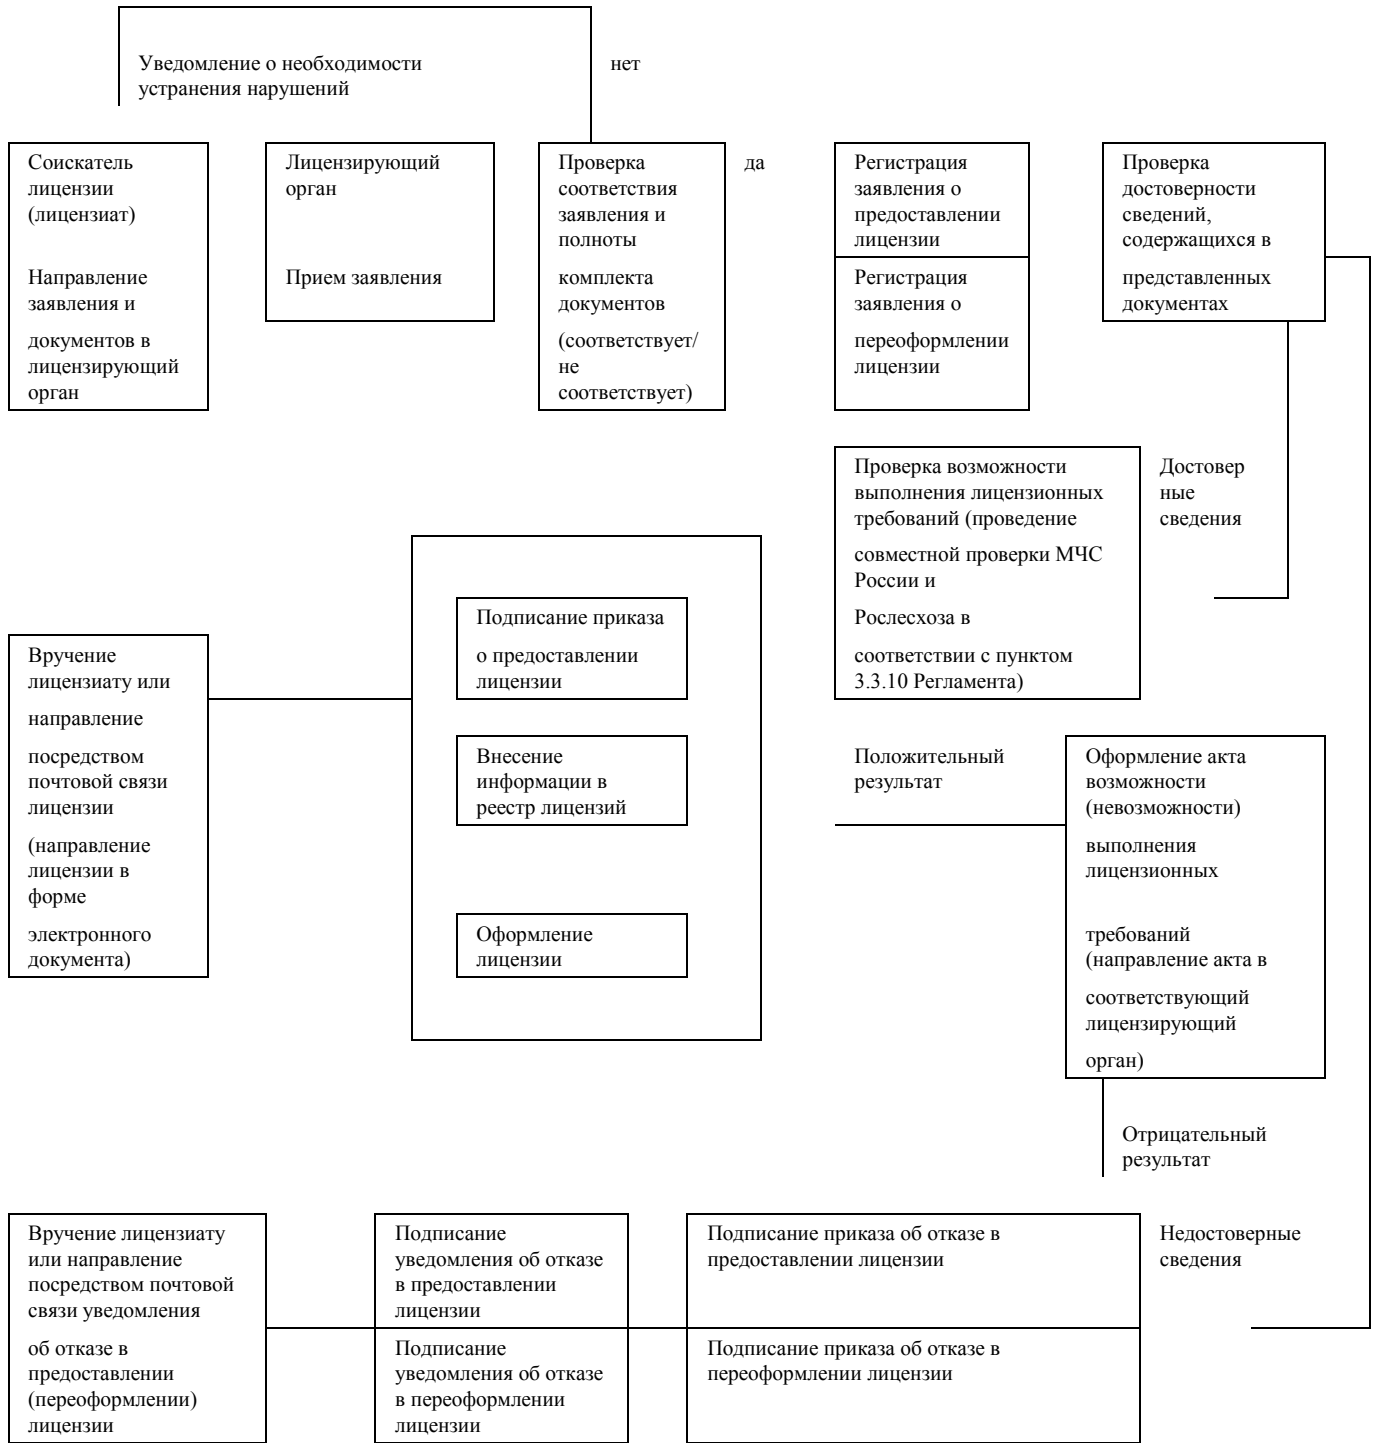 Уведомление о необходимости
устранения нарушений
нет
Соискатель
лицензии
(лицензиат)
Направление
заявления и
документов в
лицензирующий
орган
Лицензирующий
орган
Прием заявления
Проверка
соответствия
заявления и
полноты
комплекта
документов
(соответствует/
не
соответствует)
да
Регистрация
заявления о
предоставлении
лицензии
Регистрация
заявления о
переоформлении
лицензии
Проверка
достоверности
сведений,
содержащихся в
представленных
документах
Проверка возможности
выполнения лицензионных
требований (проведение
совместной проверки МЧС
России и
Рослесхоза в
соответствии с пунктом
3.3.10 Регламента)
Достовер
ные
сведения
Подписание приказа
о предоставлении
лицензии
Вручение
лицензиату или
направление
посредством
почтовой связи
лицензии
(направление
лицензии в
форме
электронного
документа)
Внесение
информации в
реестр лицензий
Оформление
лицензии
Положительный
результат
Оформление акта
возможности
(невозможности)
выполнения
лицензионных
требований
(направление акта в
соответствующий
лицензирующий
орган)
Отрицательный
результат
Вручение лицензиату
или направление
посредством почтовой
связи уведомления
об отказе в
предоставлении
(переоформлении)
лицензии
Подписание
уведомления об отказе
в предоставлении
лицензии
Подписание
уведомления об отказе
в переоформлении
лицензии
Подписание приказа об отказе в
предоставлении лицензии
Подписание приказа об отказе в
переоформлении лицензии
Недостоверные
сведения